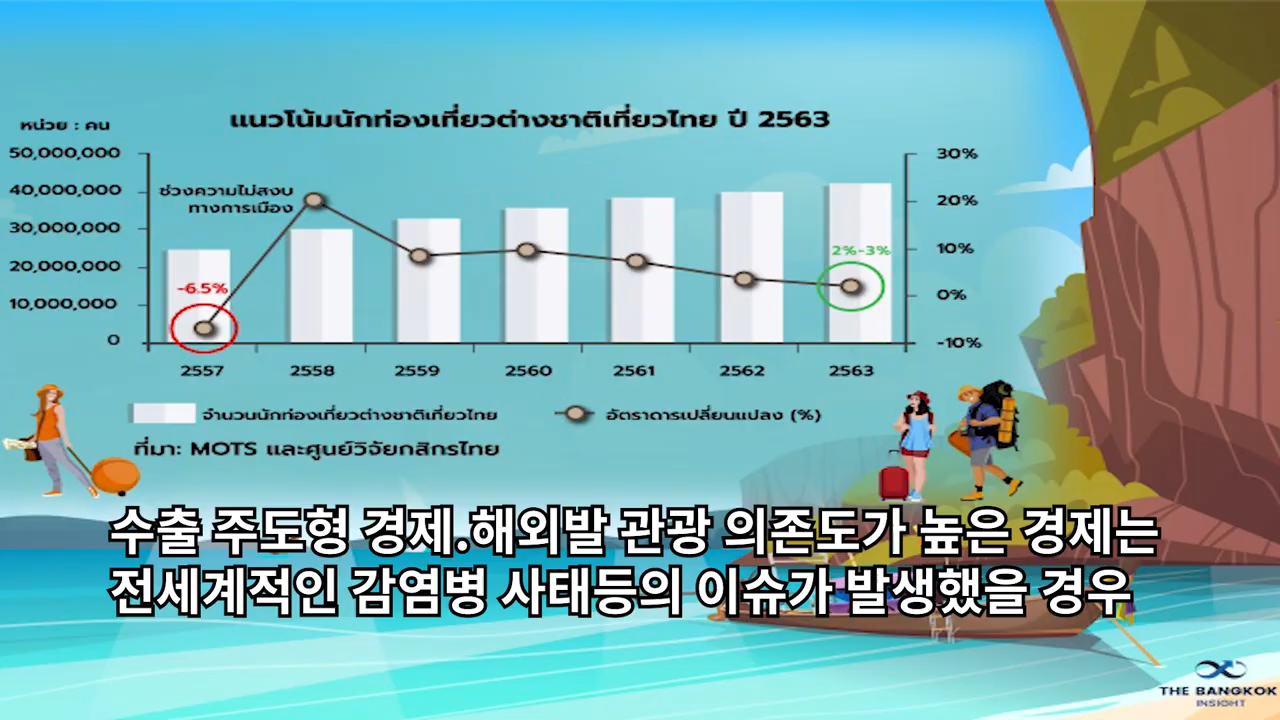 แนวโน้มนักท่องเที่ยวต่างชาติเที่ยวไทย ปี 2563
หน่วย : คน
50,000,000
40,000,000
30,000,000
20,000,000
10,000,000
0
30%
20%
10%
0%
-10%
ช่วงความไม่สงบ
ทางการเมือง
-6.5%
2%-3%
2557 2558 2559 2560 2561 2562 2563
จำนวนนักท่องเที่ยวต่างชาติเที่ยวไทย
อัตราดารเปลี่ยนแปลง (%)
ที่มา: MOTS และศูนย์วิจัยกสิกรไทย
수출 주도형 경제.해외발 관광 의존도가 높은 경제는
전세계적인 감염병 사태등의 이슈가 발생했을 경우
THE BANGKOK
INSIGHT